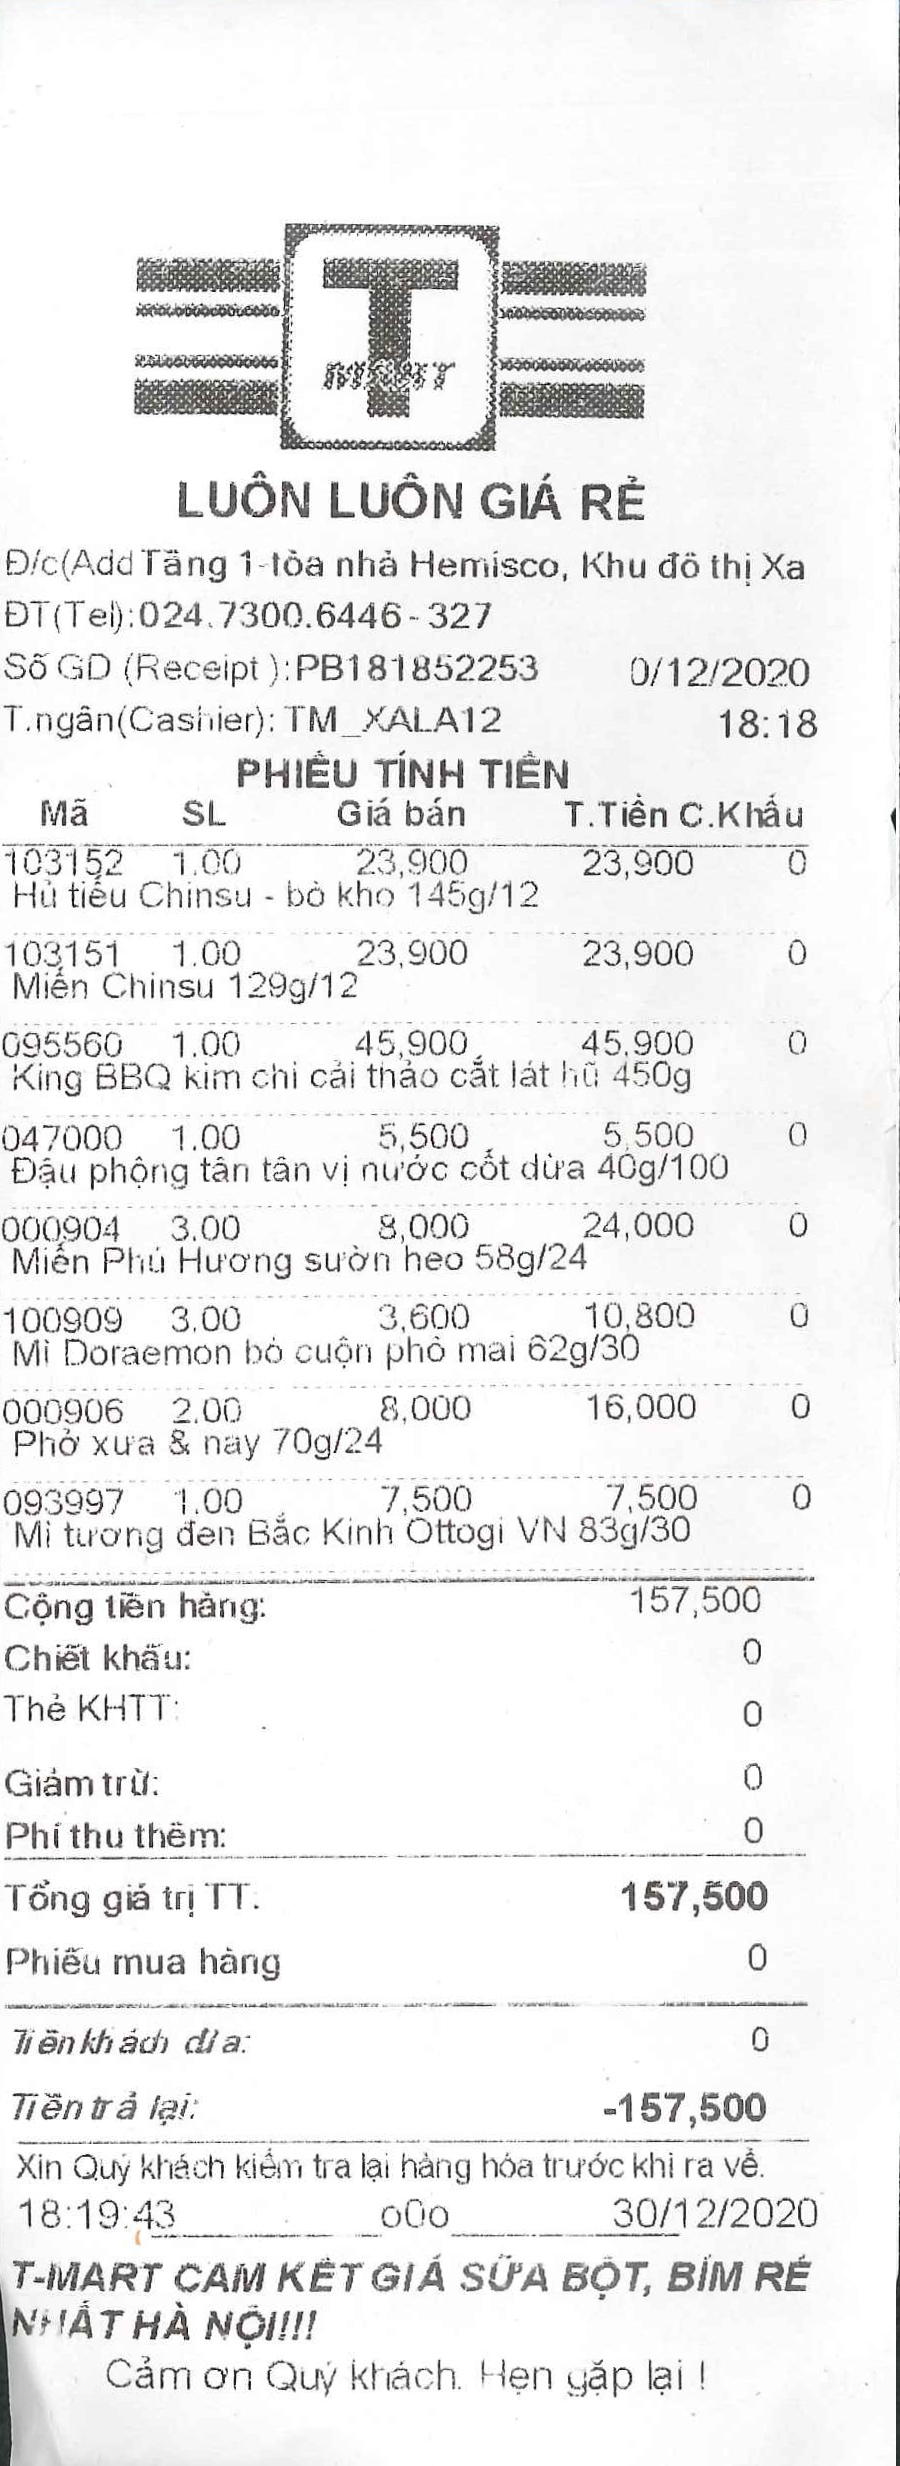 T
MART
LUÔN LUÔN GIÁ RẺ
Đ/c(Add Tầng 1-tòa nhà Hemisco, Khu đô thị Xa
ĐT(Tel):024.7300.6446-327
Số GD (Receipt ):PB181852253 0/12/2020
T.ngân(Cashier): TM_XALA12 18:18
PHIẾU TÍNH TIỀN
Mã SL Giá bán T.Tiền C.Khấu
103152 1.00 23,900 23,900 0
Hủ tiếu Chinsu - bò kho 145g/12
103151 1.00 23,900 23,900 0
Miến Chinsu 129g/12
095560 1.00 45,900 45,900 0
King BBQ kim chi cải thảo cắt lát hũ 450g
047000 1.00 5,500 5,500 0
Đậu phộng tân tân vị nước cốt dừa 40g/100
000904 3.00 8,000 24,000 0
Miến Phú Hương sườn heo 58g/24
100909 3.00 3,600 10,800 0
Mì Doraemon bò cuộn phô mai 62g/30
000906 2.00 8,000 16,000 0
Phở xưa & nay 70g/24
093997 1.00 7,500 7,500 0
Mì tương đen Bắc Kinh Ottogi VN 83g/30
Cộng tiền hàng: 157,500
Chiết khấu: 0
Thẻ KHTT: 0
Giảm trừ: 0
Phí thu thêm: 0
Tổng giá trị TT: 157,500
Phiếu mua hàng 0
Tiền khách đưa: 0
Tiền trả lại: -157,500
Xin Quý khách kiểm tra lại hàng hóa trước khi ra về.
18:19:43 o0o 30/12/2020
T-MART CAM KẾT GIÁ SỮA BỘT, BỈM RẺ
NHẤT HÀ NỘI!!!
Cảm ơn Quý khách. Hẹn gặp lại !